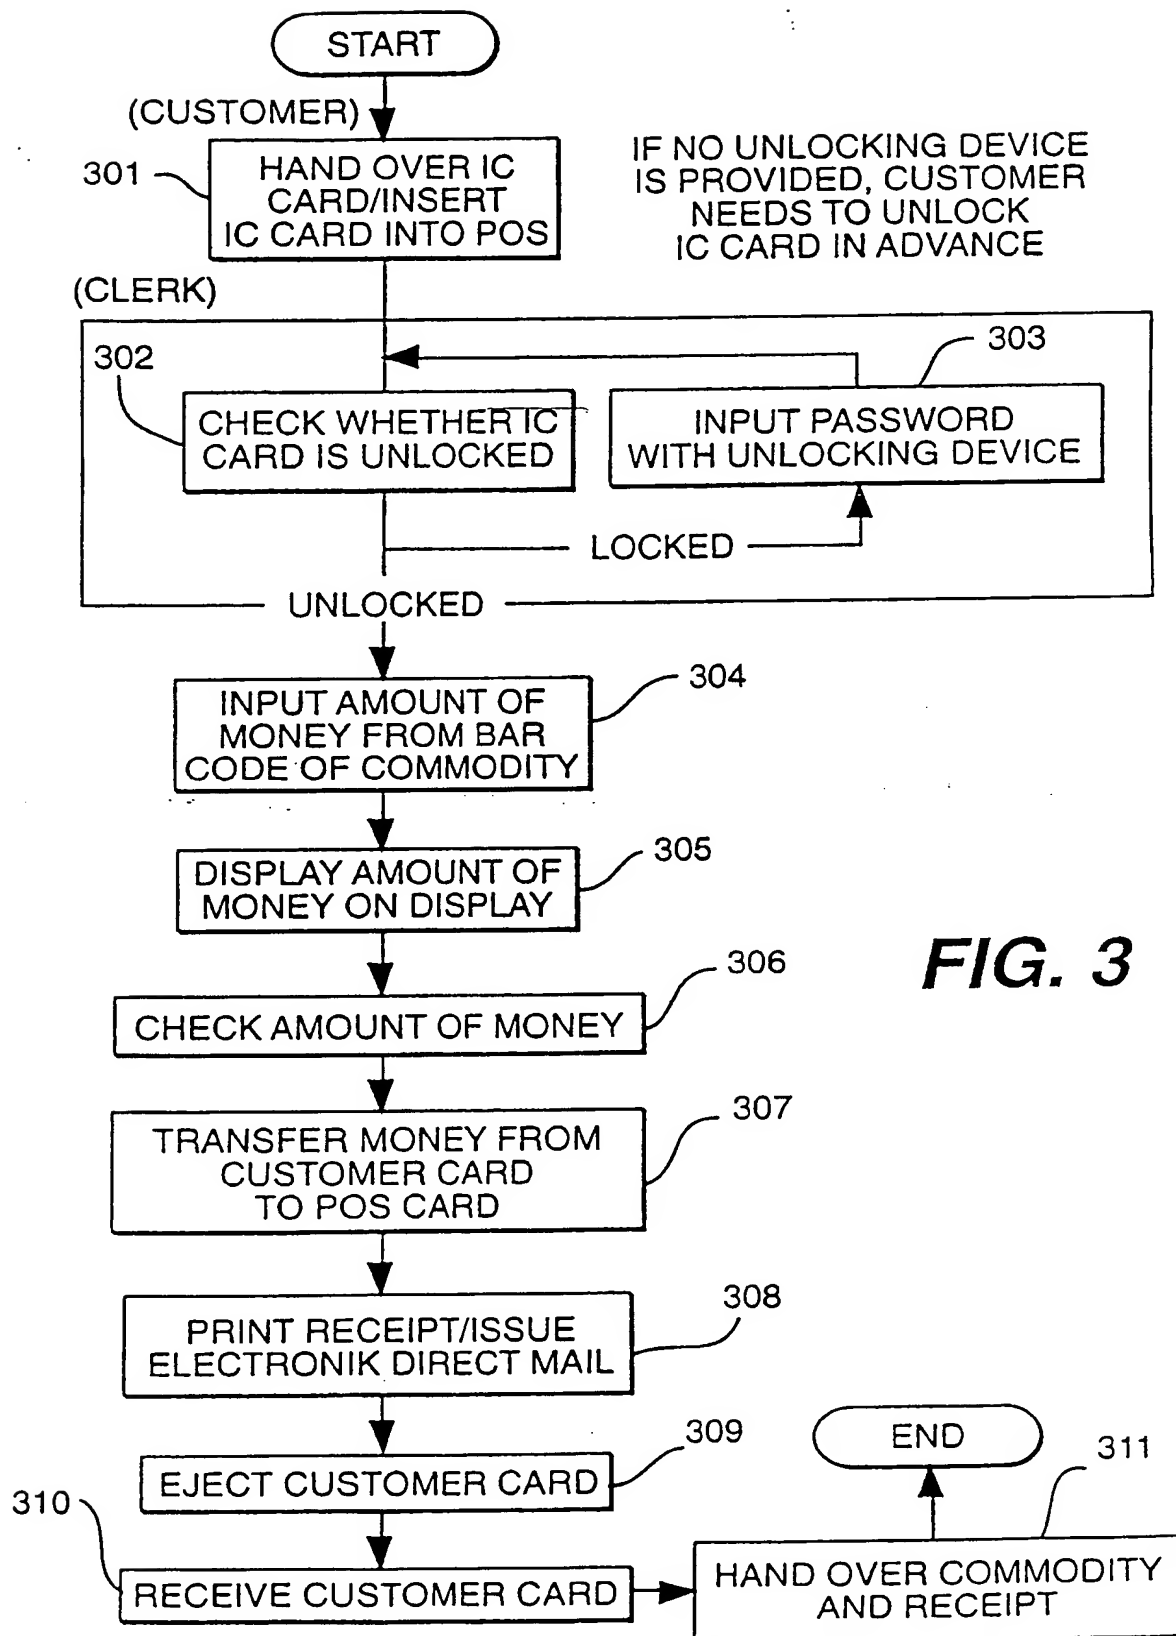 START
(CUSTOMER)
301
HAND OVER IC
CARD/INSERT
IC CARD INTO POS
IF NO UNLOCKING DEVICE
IS PROVIDED, CUSTOMER
NEEDS TO UNLOCK
IC CARD IN ADVANCE
(CLERK)
302
CHECK WHETHER IC
CARD IS UNLOCKED
303
INPUT PASSWORD
WITH UNLOCKING DEVICE
LOCKED
UNLOCKED
304
INPUT AMOUNT OF
MONEY FROM BAR
CODE OF COMMODITY
305
DISPLAY AMOUNT OF
MONEY ON DISPLAY
FIG. 3
306
CHECK AMOUNT OF MONEY
307
TRANSFER MONEY FROM
CUSTOMER CARD
TO POS CARD
308
PRINT RECEIPT/ISSUE
ELECTRONIK DIRECT MAIL
309
EJECT CUSTOMER CARD
310
RECEIVE CUSTOMER CARD
311
HAND OVER COMMODITY
AND RECEIPT
END